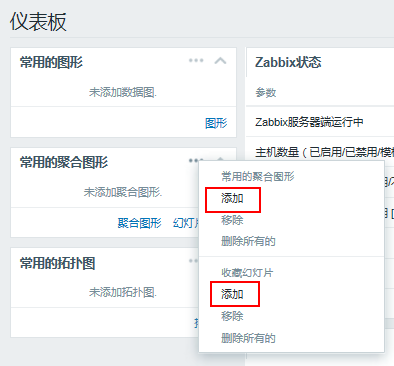 仪表板
常用的图形
未添加数据图.
图形
常用的聚合图形
未添加聚合图形.
聚合图形 幻灯片
常用的拓扑图
未添加拓扑图.
Zabbix状态
参数
Zabbix服务器端运行中
主机数量（已启用/已禁用/模板
常用的聚合图形
添加
移除
删除所有的
收藏幻灯片
添加
移除
删除所有的